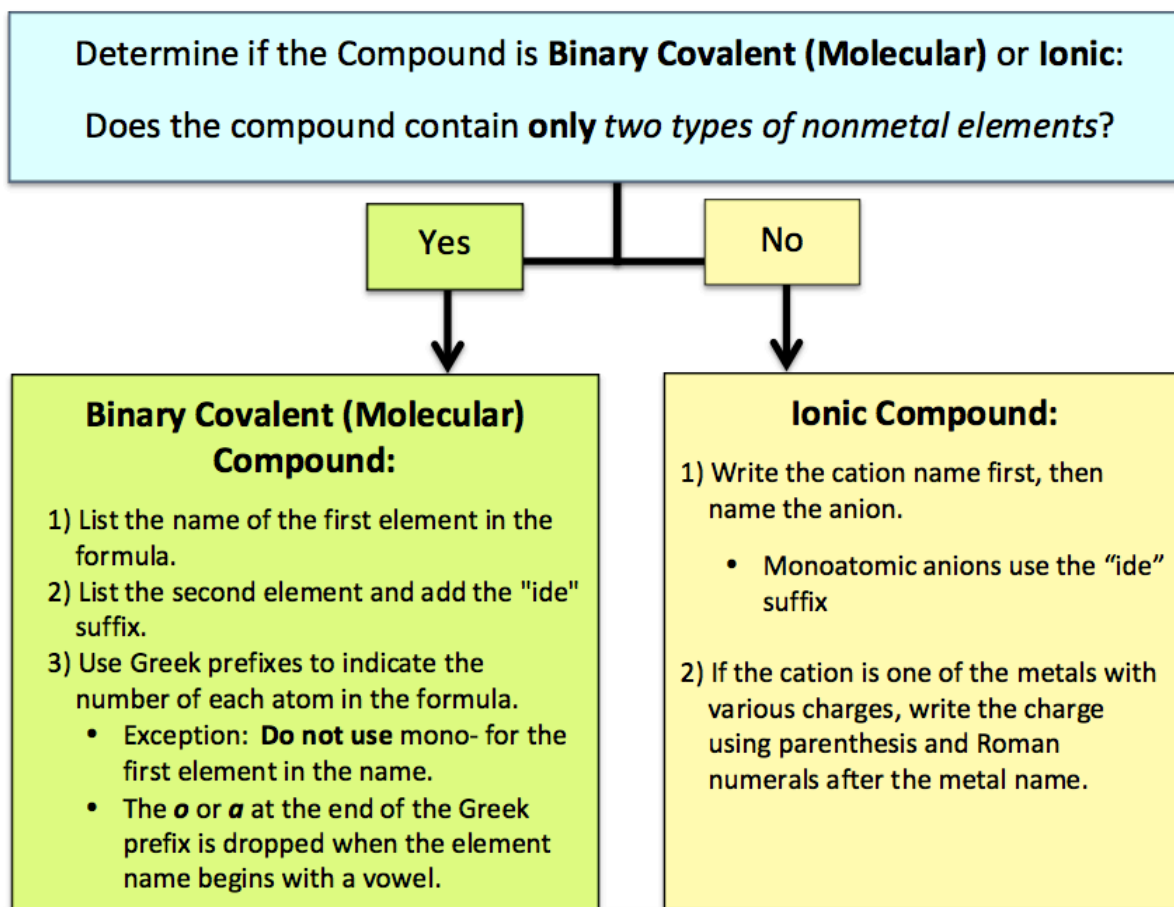 Determine if the Compound is Binary Covalent (Molecular) or Ionic:
Does the compound contain only two types of nonmetal elements?
Yes
No
Binary Covalent (Molecular)
Compound:
1) List the name of the first element in the
formula.
2) List the second element and add the "ide"
suffix.
3) Use Greek prefixes to indicate the
number of each atom in the formula.
• Exception: Do not use mono- for the
first element in the name.
• The o or a at the end of the Greek
prefix is dropped when the element
name begins with a vowel.
Ionic Compound:
1) Write the cation name first, then
name the anion.
• Monoatomic anions use the “ide”
suffix
2) If the cation is one of the metals with
various charges, write the charge
using parenthesis and Roman
numerals after the metal name.